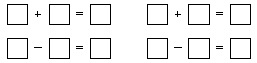 □ + □ = □ □ + □ = □
□ − □ = □ □ − □ = □